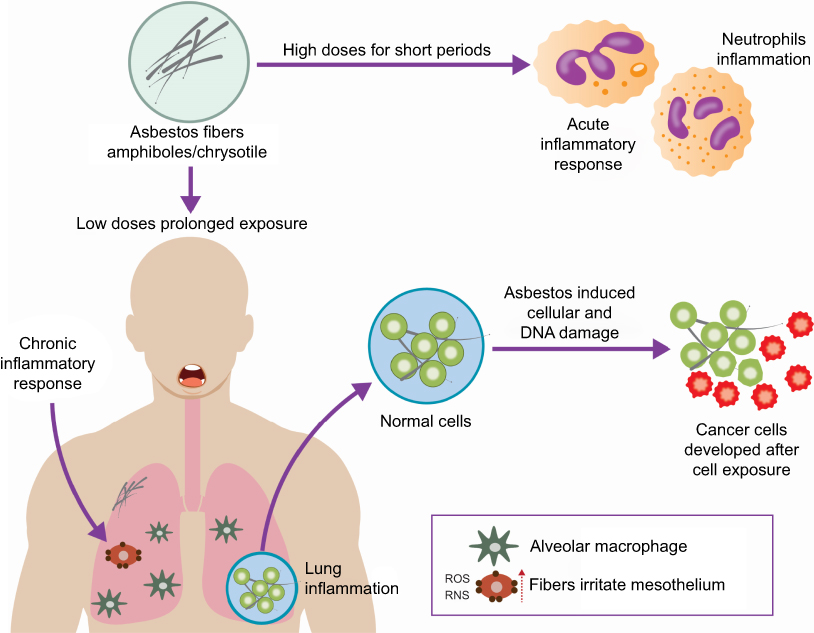 High doses for short periods
Neutrophils
inflammation
Asbestos fibers
amphiboles/chrysotile
Acute
inflammatory
response
Low doses prolonged exposure
Chronic
inflammatory
response
Asbestos induced
cellular and
DNA damage
Normal cells
Cancer cells
developed after
cell exposure
Lung
inflammation
Alveolar macrophage
ROS
RNS
Fibers irritate mesothelium